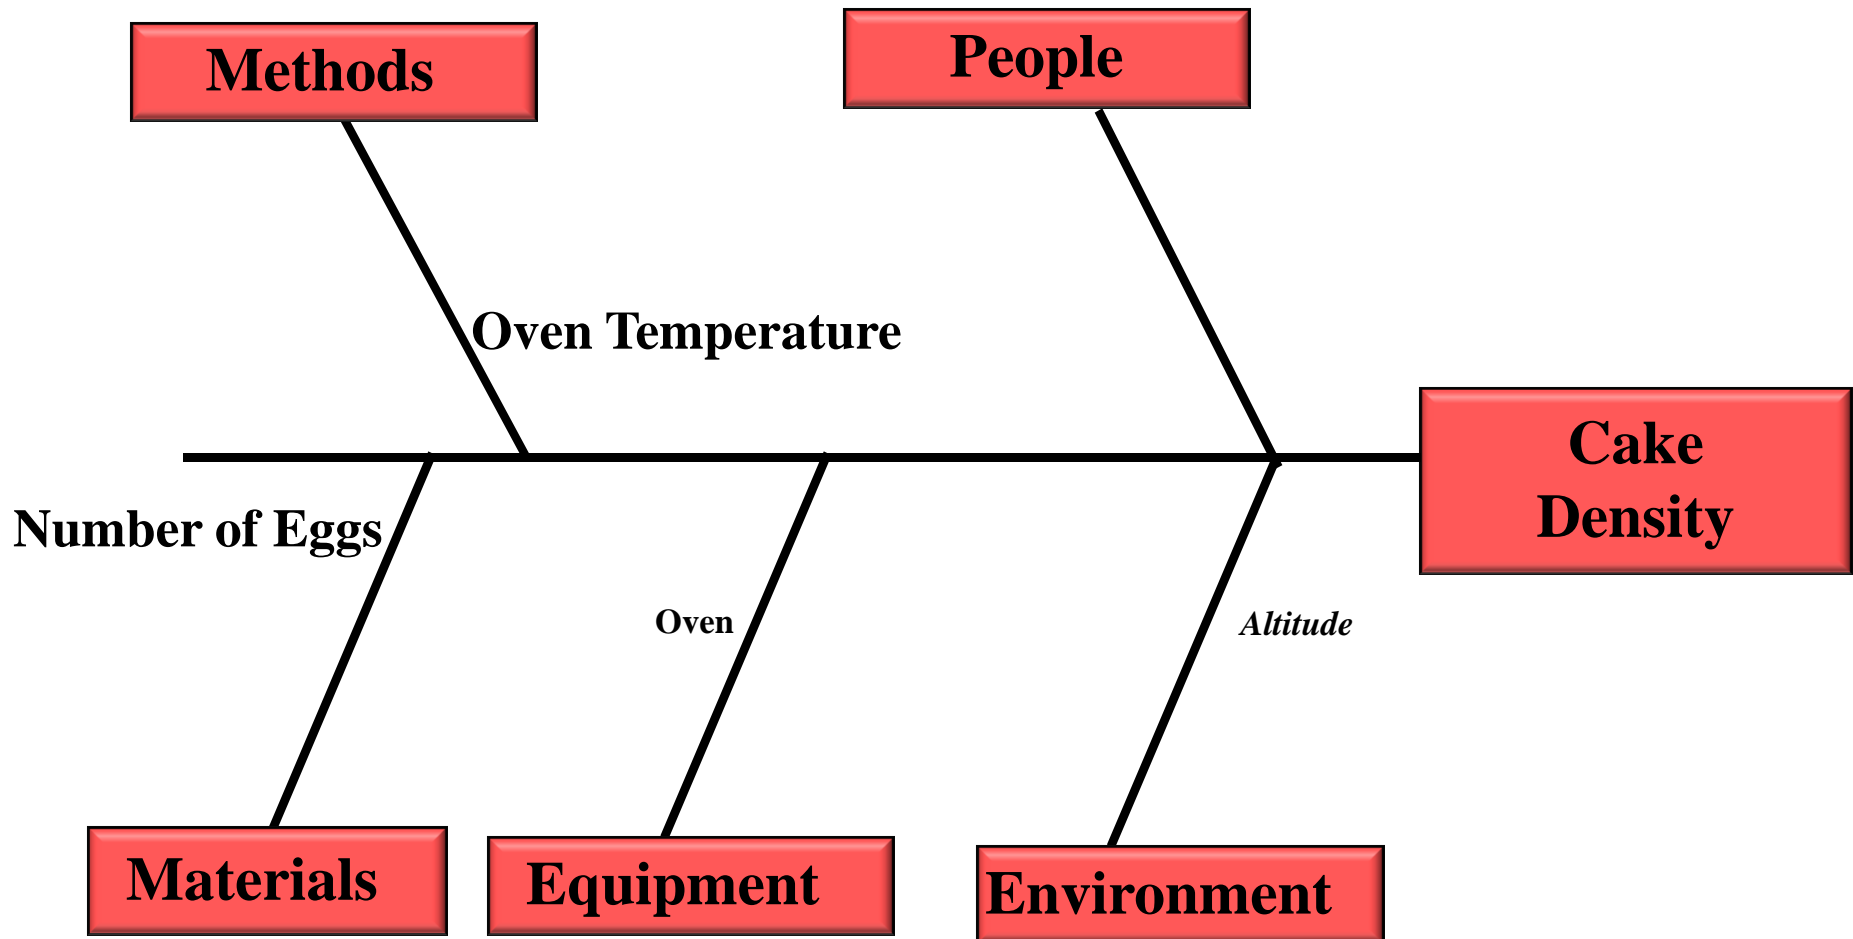 Methods
People
Oven Temperature
Cake
Density
Number of Eggs
Oven
Altitude
Materials
Equipment
Environment